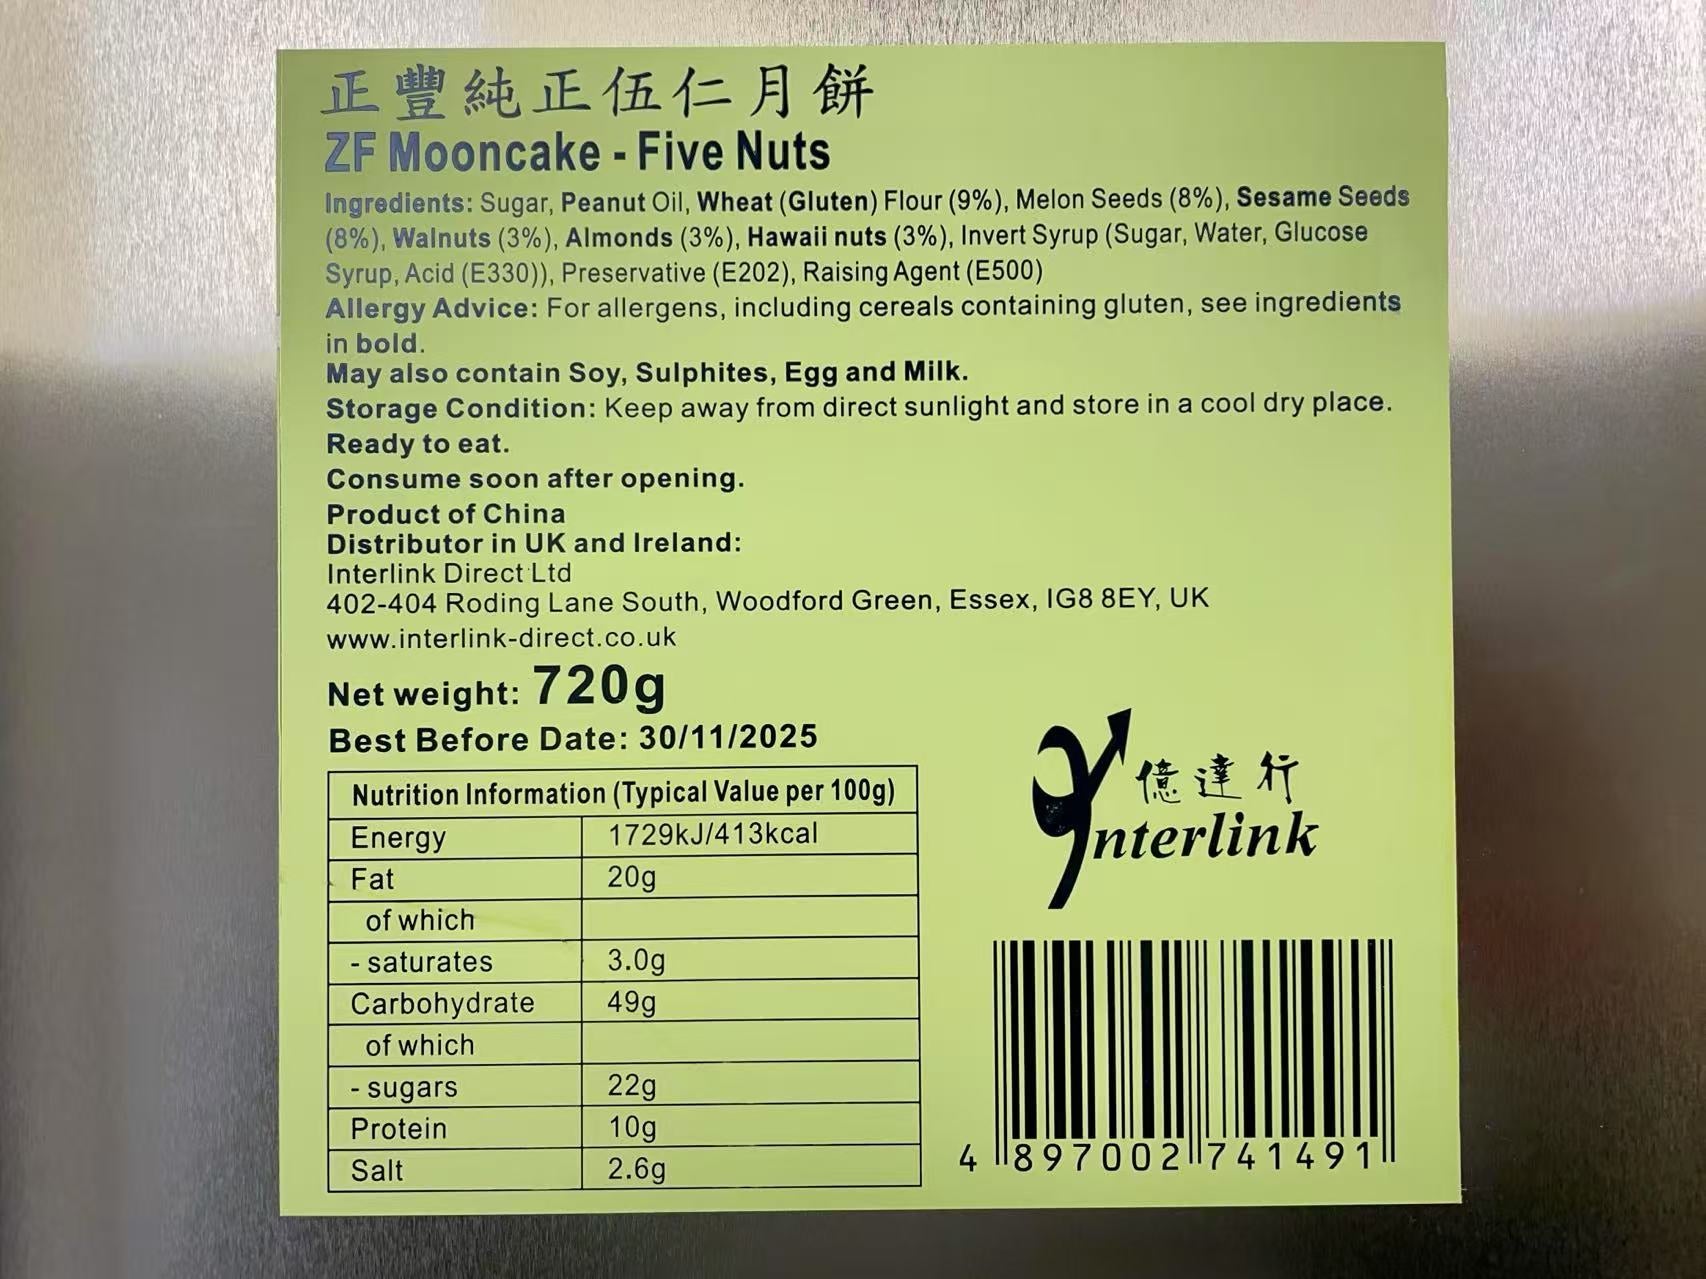 正豐純正伍仁月餅
ZF Mooncake - Five Nuts
Ingredients: Sugar, Peanut Oil, Wheat (Gluten) Flour (9%), Melon Seeds (8%), Sesame Seeds
(8%), Walnuts (3%), Almonds (3%), Hawaii nuts (3%), Invert Syrup (Sugar, Water, Glucose
Syrup, Acid (E330)), Preservative (E202), Raising Agent (E500)
Allergy Advice: For allergens, including cereals containing gluten, see ingredients
in bold.
May also contain Soy, Sulphites, Egg and Milk.
Storage Condition: Keep away from direct sunlight and store in a cool dry place.
Ready to eat.
Consume soon after opening.
Product of China
Distributor in UK and Ireland:
Interlink Direct Ltd
402-404 Roding Lane South, Woodford Green, Essex, IG8 8EY, UK
www.interlink-direct.co.uk
Net weight: 720g
Best Before Date: 30/11/2025
Nutrition Information (Typical Value per 100g)
Energy 1729kJ/413kcal
Fat 20g
of which
- saturates 3.0g
Carbohydrate 49g
of which
- sugars 22g
Protein 10g
Salt 2.6g
億達行
Interlink
4 897002 741491